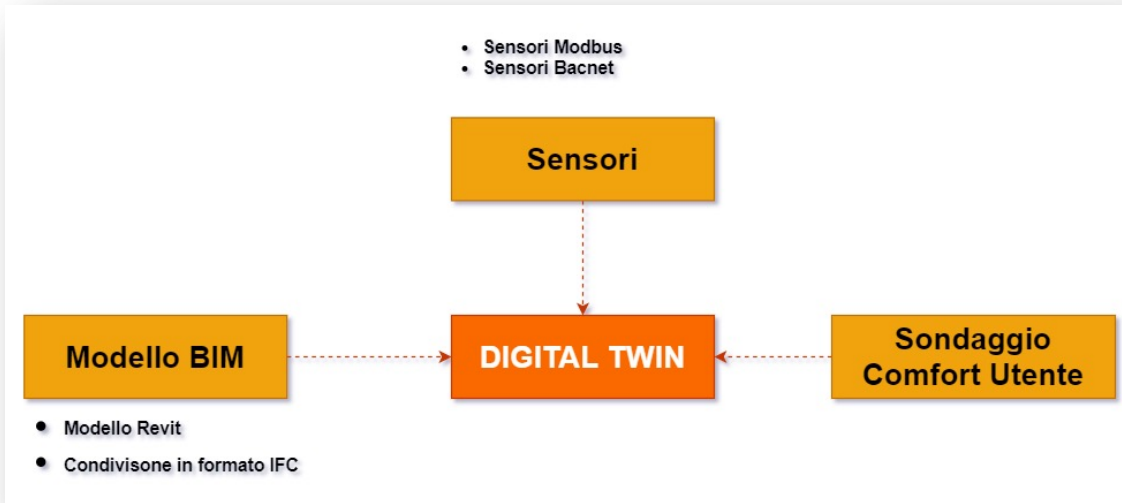 • Sensori Modbus
• Sensori Bacnet
Sensori
Modello BIM
DIGITAL TWIN
Sondaggio
Comfort Utente
• Modello Revit
• Condivisone in formato IFC